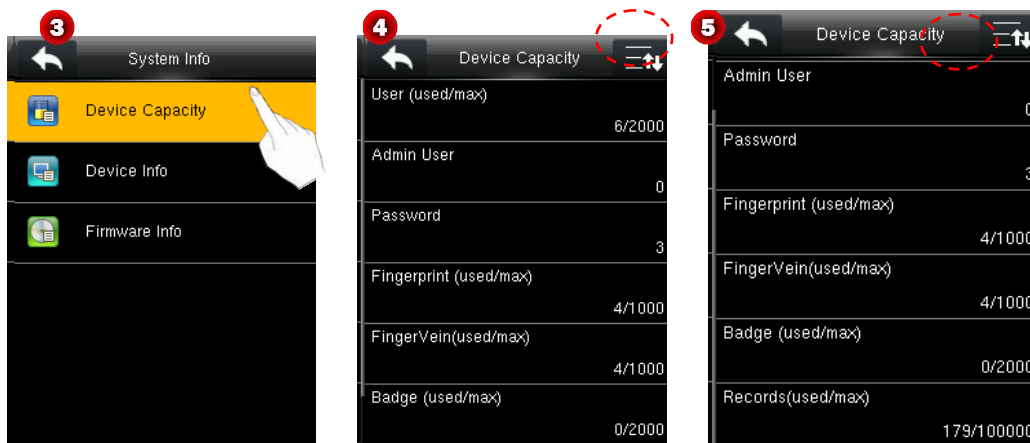 3
System Info
Device Capacity
Device Info
Firmware Info
4
Device Capacity
User (used/max)
6/2000
Admin User
0
Password
3
Fingerprint (used/max)
4/1000
FingerVein(used/max)
4/1000
Badge (used/max)
0/2000
5
Device Capacity
Admin User
0
Password
3
Fingerprint (used/max)
4/1000
FingerVein(used/max)
4/1000
Badge (used/max)
0/2000
Records(used/max)
179/100000